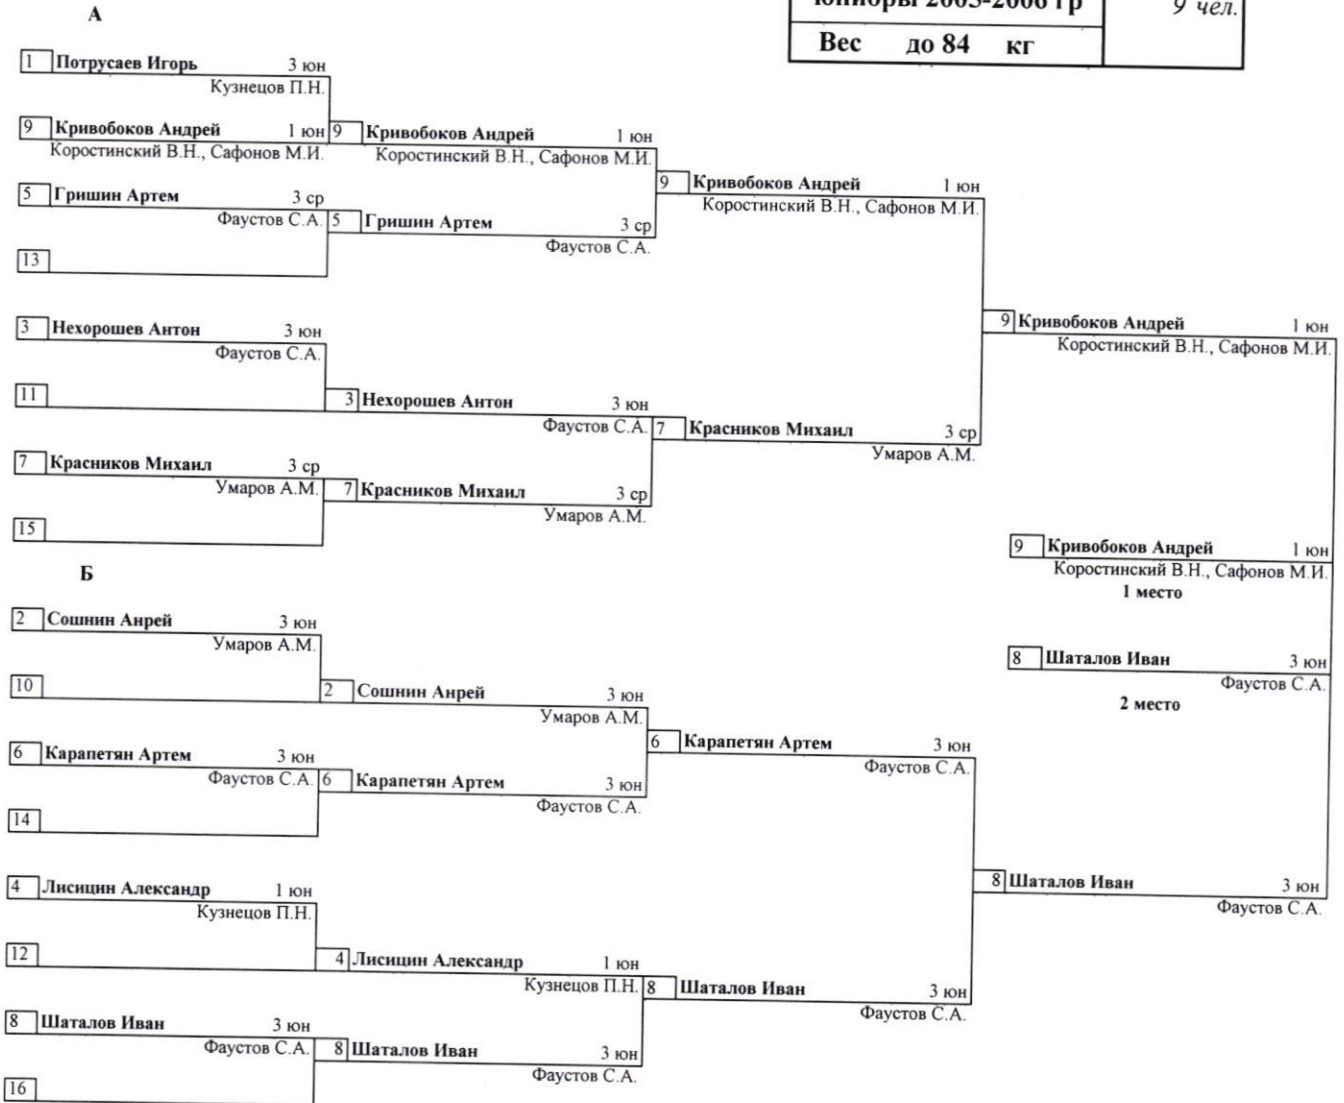 юниоры 2005-2006 гр
9 чел.
Вес до 84 кг
А
1 Потрусаев Игорь 3 юн
Кузнецов П.Н.
9 Кривобоков Андрей 1 юн
Коростинский В.Н., Сафонов М.И.
9 Кривобоков Андрей 1 юн
Коростинский В.Н., Сафонов М.И.
9 Кривобоков Андрей 1 юн
Коростинский В.Н., Сафонов М.И.
5 Гришин Артем 3 ср
Фаустов С.А.
5 Гришин Артем 3 ср
Фаустов С.А.
13
3 Нехорошев Антон 3 юн
Фаустов С.А.
9 Кривобоков Андрей 1 юн
Коростинский В.Н., Сафонов М.И.
11
3 Нехорошев Антон 3 юн
Фаустов С.А.
7 Красников Михаил 3 ср
Умаров А.М.
7 Красников Михаил 3 ср
Умаров А.М.
7 Красников Михаил 3 ср
Умаров А.М.
15
9 Кривобоков Андрей 1 юн
Коростинский В.Н., Сафонов М.И.
1 место
Б
2 Сошнин Анрей 3 юн
Умаров А.М.
8 Шаталов Иван 3 юн
Фаустов С.А.
2 место
10
2 Сошнин Анрей 3 юн
Умаров А.М.
6 Карапетян Артем 3 юн
Фаустов С.А.
6 Карапетян Артем 3 юн
Фаустов С.А.
6 Карапетян Артем 3 юн
Фаустов С.А.
14
4 Лисицин Александр 1 юн
Кузнецов П.Н.
8 Шаталов Иван 3 юн
Фаустов С.А.
12
4 Лисицин Александр 1 юн
Кузнецов П.Н.
8 Шаталов Иван 3 юн
Фаустов С.А.
8 Шаталов Иван 3 юн
Фаустов С.А.
8 Шаталов Иван 3 юн
Фаустов С.А.
16